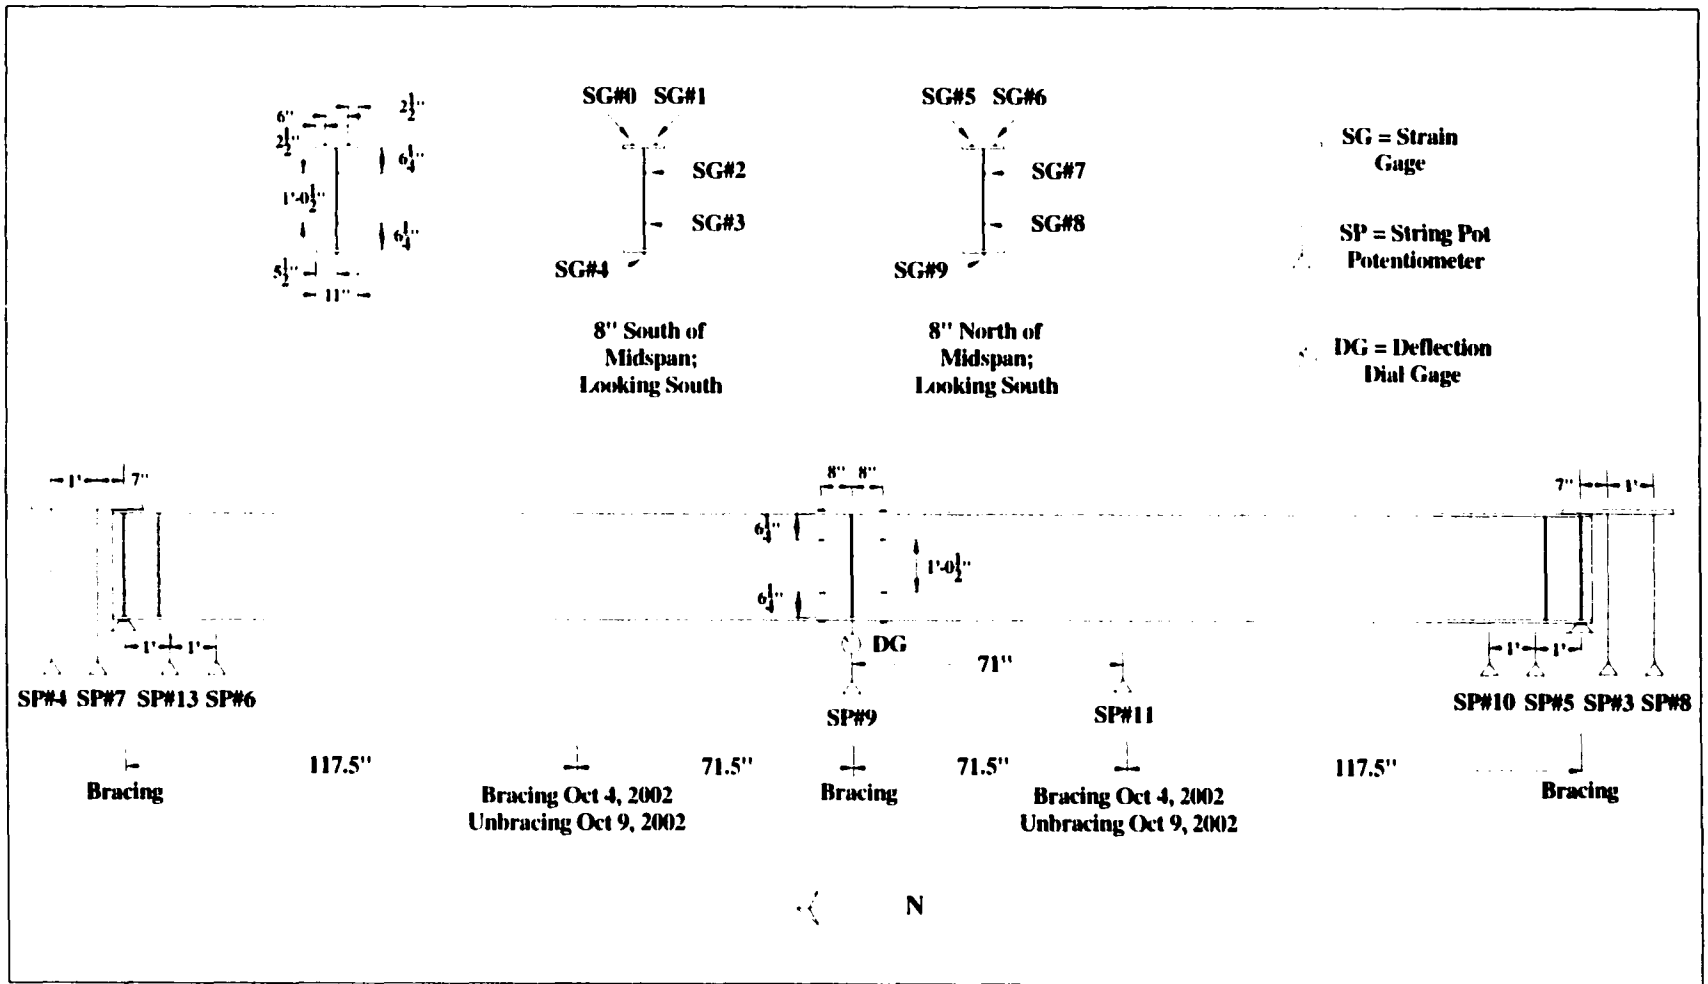 SG#0 SG#1
SG#5 SG#6
2½"
6"
2½"
6¼"
1'-0½"
6¼"
5½"
11"
SG#2
SG#3
SG#4
SG#7
SG#8
SG#9
8" South of
Midspan;
Looking South
8" North of
Midspan;
Looking South
SG = Strain
Gage
SP = String Pot
Potentiometer
DG = Deflection
Dial Gage
1' 7"
8" 8"
7" 1'
6¼"
1'-0½"
6¼"
1' 1'
DG
71"
1' 1'
SP#4 SP#7 SP#13 SP#6
SP#9
SP#11
SP#10 SP#5 SP#3 SP#8
117.5"
71.5"
71.5"
117.5"
Bracing
Bracing Oct 4, 2002
Unbracing Oct 9, 2002
Bracing
Bracing Oct 4, 2002
Unbracing Oct 9, 2002
Bracing
N